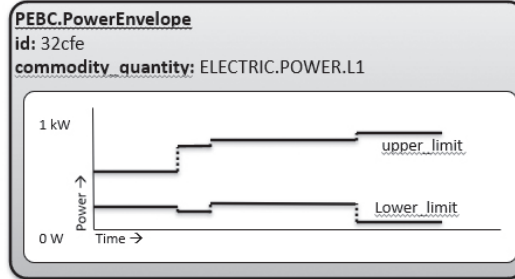 PEBC.PowerEnvelope
id: 32cfe
commodity_quantity: ELECTRIC.POWER.L1
1 kW
upper_limit
Power →
Lower_limit
0 W
Time →